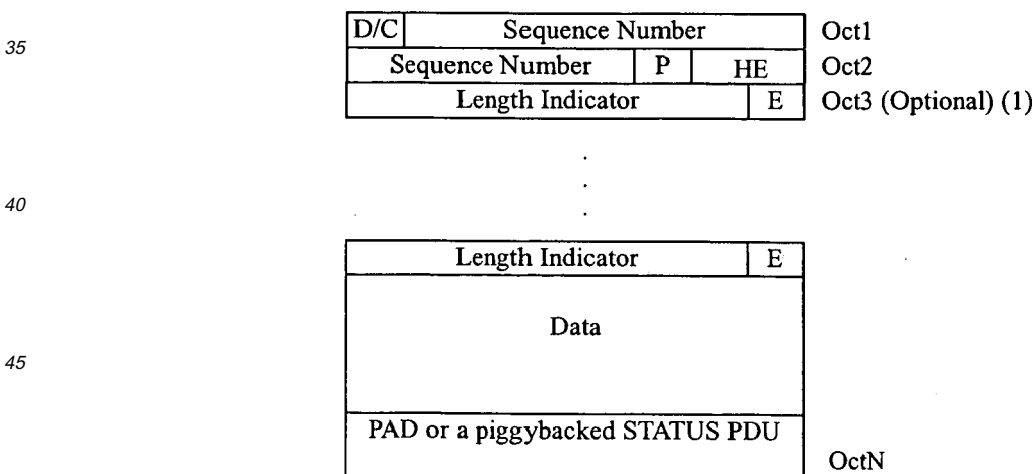 D/C Sequence Number Oct1
35
Sequence Number P HE Oct2
Length Indicator E Oct3 (Optional) (1)
.
.
40
.
Length Indicator E
Data
45
PAD or a piggybacked STATUS PDU
OctN